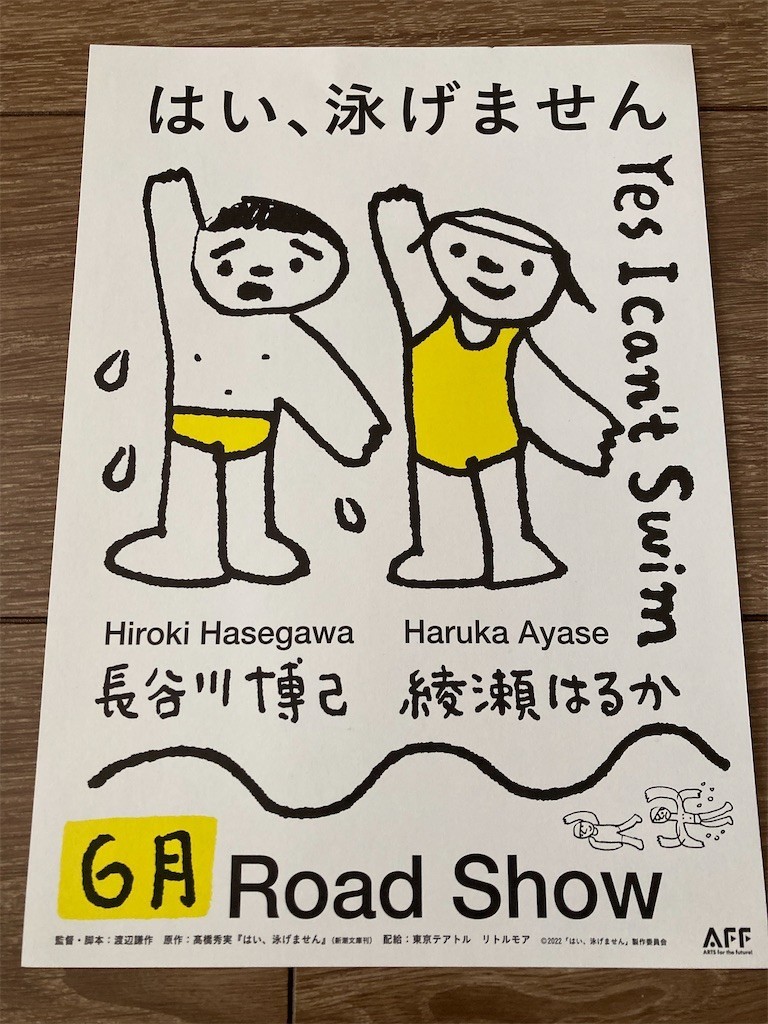 はい、泳げません
Yes I can't Swim
Hiroki Hasegawa
長谷川博己
Haruka Ayase
綾瀬はるか
6月 Road Show
監督・脚本：渡辺謙作 原作：髙橋秀実『はい、泳げません』（新潮文庫刊） 配給：東京テアトル リトルモア ©2022「はい、泳げません」製作委員会
AFF
ARTS for the future!